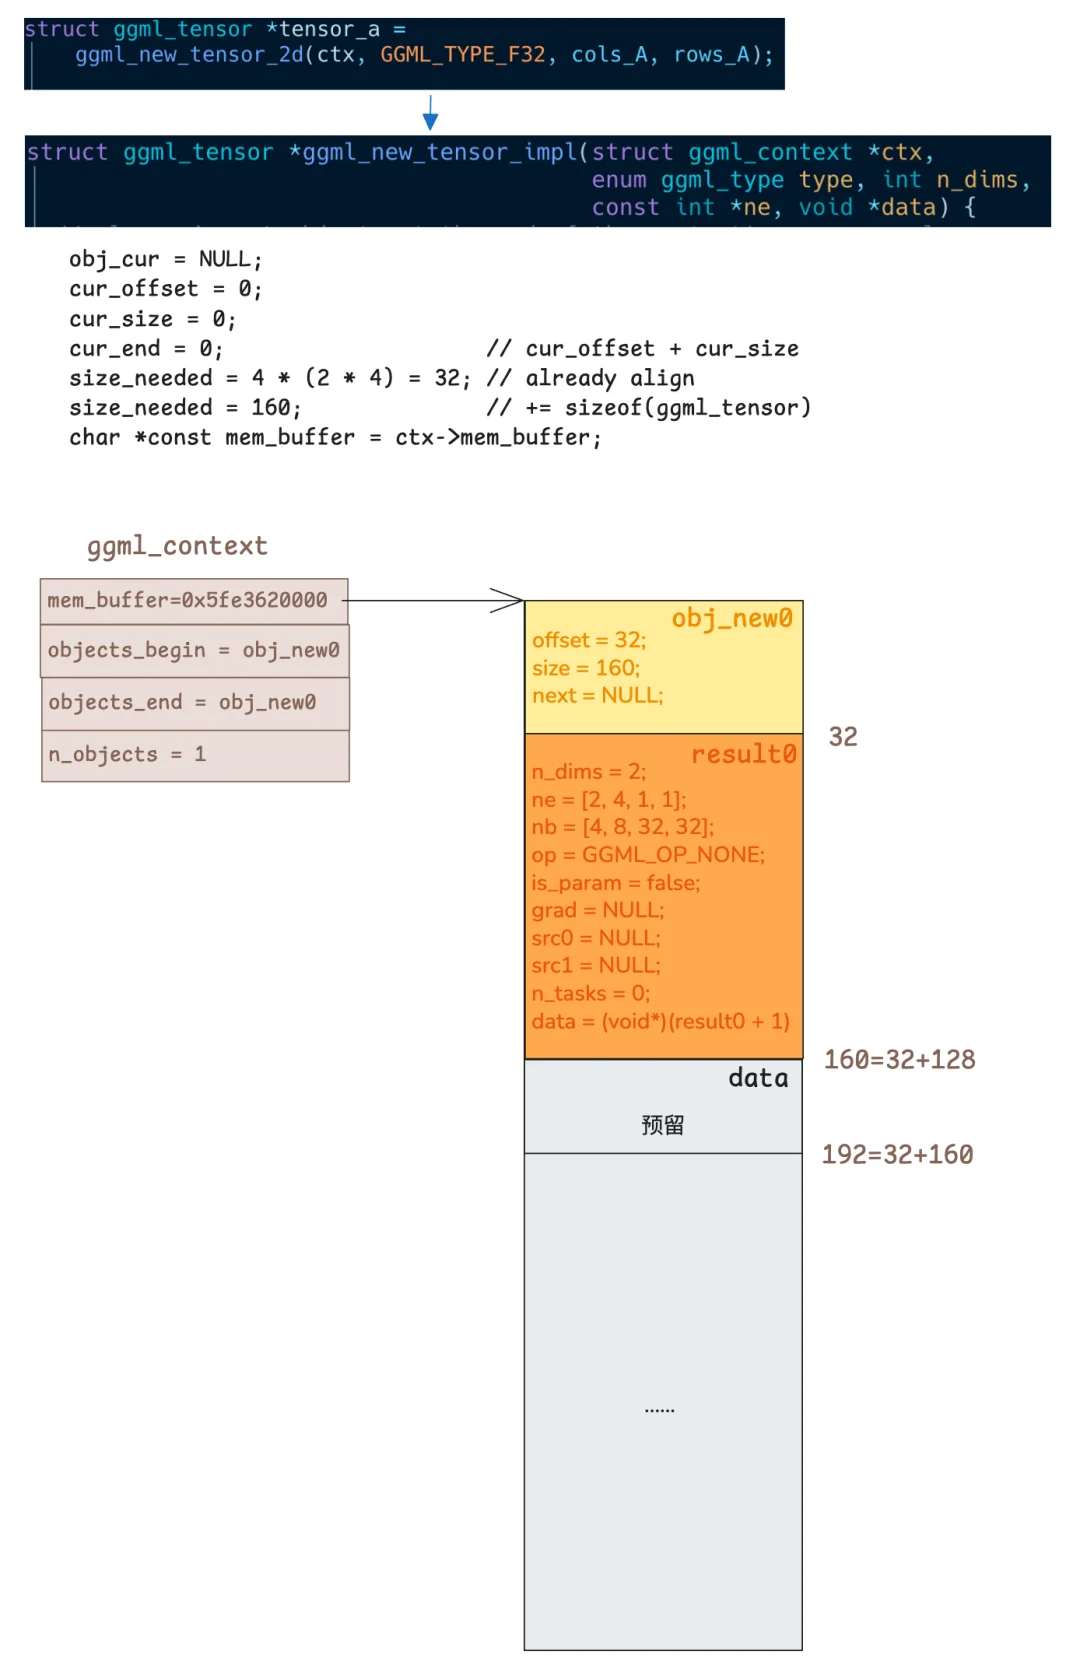 struct ggml_tensor *tensor_a =
ggml_new_tensor_2d(ctx, GGML_TYPE_F32, cols_A, rows_A);
struct ggml_tensor *ggml_new_tensor_impl(struct ggml_context *ctx,
enum ggml_type type, int n_dims,
const int *ne, void *data) {
obj_cur = NULL;
cur_offset = 0;
cur_size = 0;
cur_end = 0; // cur_offset + cur_size
size_needed = 4 * (2 * 4) = 32; // already align
size_needed = 160; // += sizeof(ggml_tensor)
char *const mem_buffer = ctx->mem_buffer;
ggml_context
mem_buffer=0x5fe3620000
objects_begin = obj_new0
objects_end = obj_new0
n_objects = 1
obj_new0
offset = 32;
size = 160;
next = NULL;
32
result0
n_dims = 2;
ne = [2, 4, 1, 1];
nb = [4, 8, 32, 32];
op = GGML_OP_NONE;
is_param = false;
grad = NULL;
src0 = NULL;
src1 = NULL;
n_tasks = 0;
data = (void*)(result0 + 1)
160=32+128
data
预留
192=32+160
......